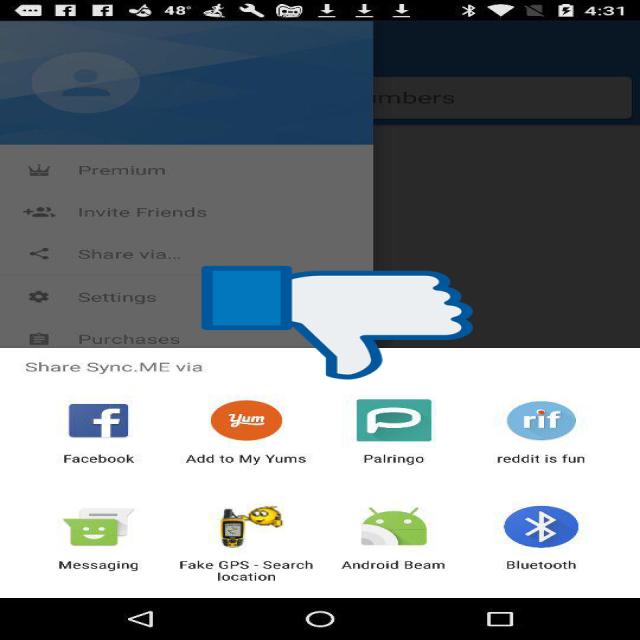 48° 4:31
umbers
Premium
Invite Friends
Share via...
Settings
Purchases
Share Sync.ME via
f Yum P rif
Facebook Add to My Yums Palringo reddit is fun
Messaging Fake GPS - Search location Android Beam Bluetooth